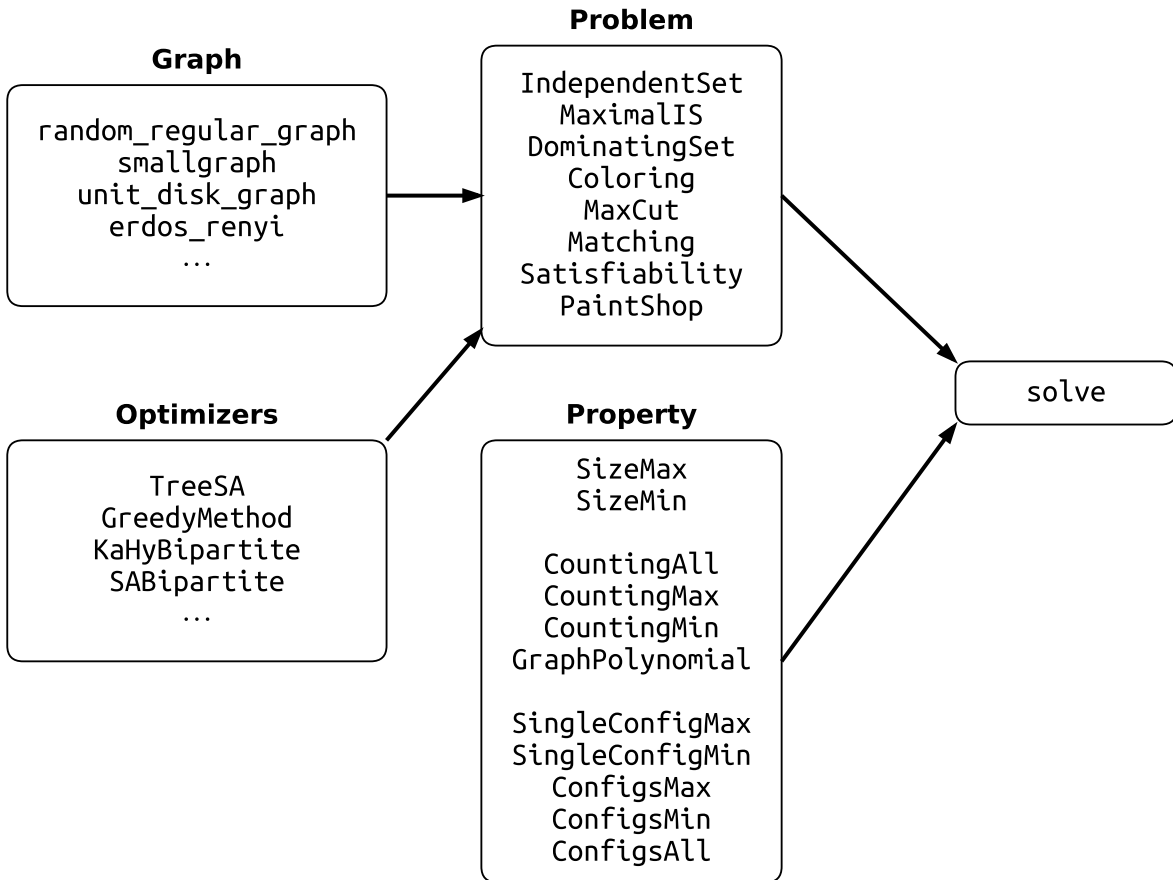 Graph
random_regular_graph
smallgraph
unit_disk_graph
erdos_renyi
...
Problem
IndependentSet
MaximalIS
DominatingSet
Coloring
MaxCut
Matching
Satisfiability
PaintShop
Optimizers
TreeSA
GreedyMethod
KaHyBipartite
SABipartite
...
Property
SizeMax
SizeMin
CountingAll
CountingMax
CountingMin
GraphPolynomial
SingleConfigMax
SingleConfigMin
ConfigsMax
ConfigsMin
ConfigsAll
solve